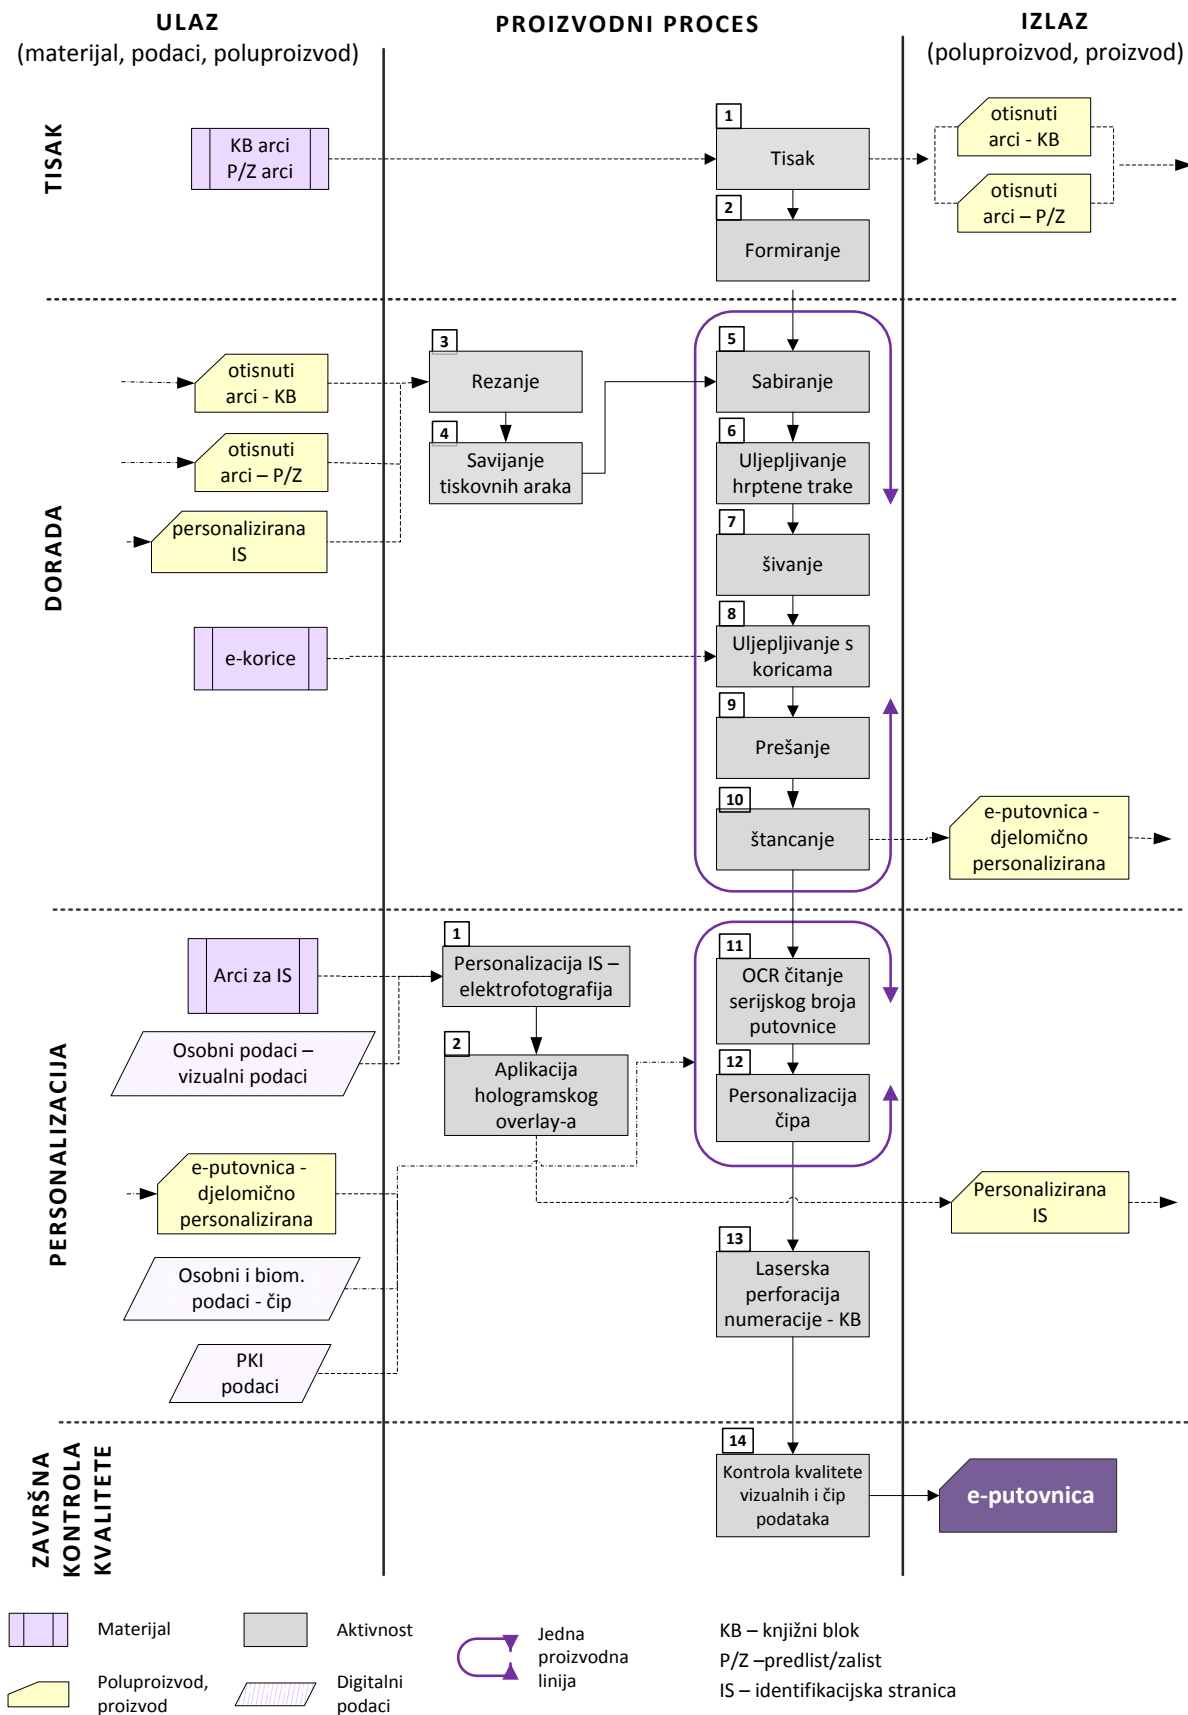 ULAZ
(materijal, podaci, poluproizvod)
PROIZVODNI PROCES
IZLAZ
(poluproizvod, proizvod)
TISAK
KB arci
P/Z arci
1
Tisak
2
Formiranje
otisnuti
arci - KB
otisnuti
arci – P/Z
DORADA
otisnuti
arci - KB
otisnuti
arci – P/Z
personalizirana
IS
e-korice
3
Rezanje
4
Savijanje
tiskovnih araka
5
Sabiranje
6
Uljepljivanje
hrptene trake
7
šivanje
8
Uljepljivanje s
koricama
9
Prešanje
10
štancanje
e-putovnica -
djelomično
personalizirana
PERSONALIZACIJA
Arci za IS
Osobni podaci –
vizualni podaci
e-putovnica -
djelomično
personalizirana
Osobni i biom.
podaci - čip
PKI
podaci
1
Personalizacija IS –
elektrofotografija
2
Aplikacija
hologramskog
overlay-a
11
OCR čitanje
serijskog broja
putovnice
12
Personalizacija
čipa
13
Laserska
perforacija
numeracije - KB
Personalizirana
IS
ZAVRŠNA
KONTROLA
KVALITETE
14
Kontrola kvalitete
vizualnih i čip
podataka
e-putovnica
Materijal
Aktivnost
Jedna
proizvodna
linija
Poluproizvod,
proizvod
Digitalni
podaci
KB – knjižni blok
P/Z –predlist/zalist
IS – identifikacijska stranica